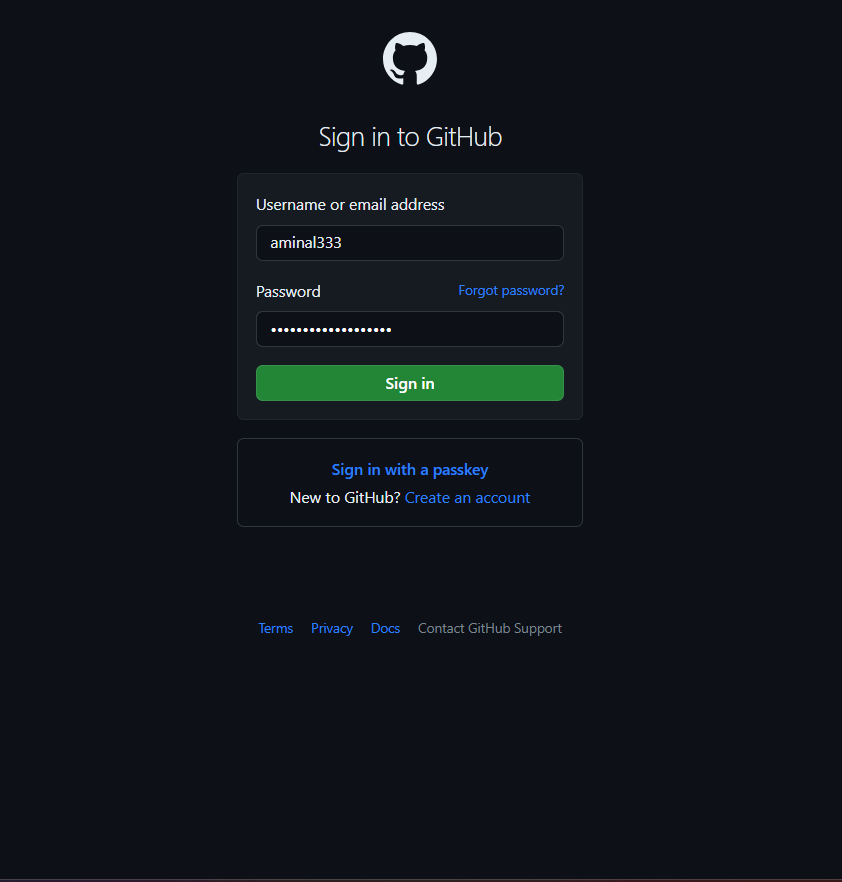 Sign in to GitHub
Username or email address
aminal333
Password Forgot password?
•••••••••••••••••••
Sign in
Sign in with a passkey
New to GitHub? Create an account
Terms Privacy Docs Contact GitHub Support